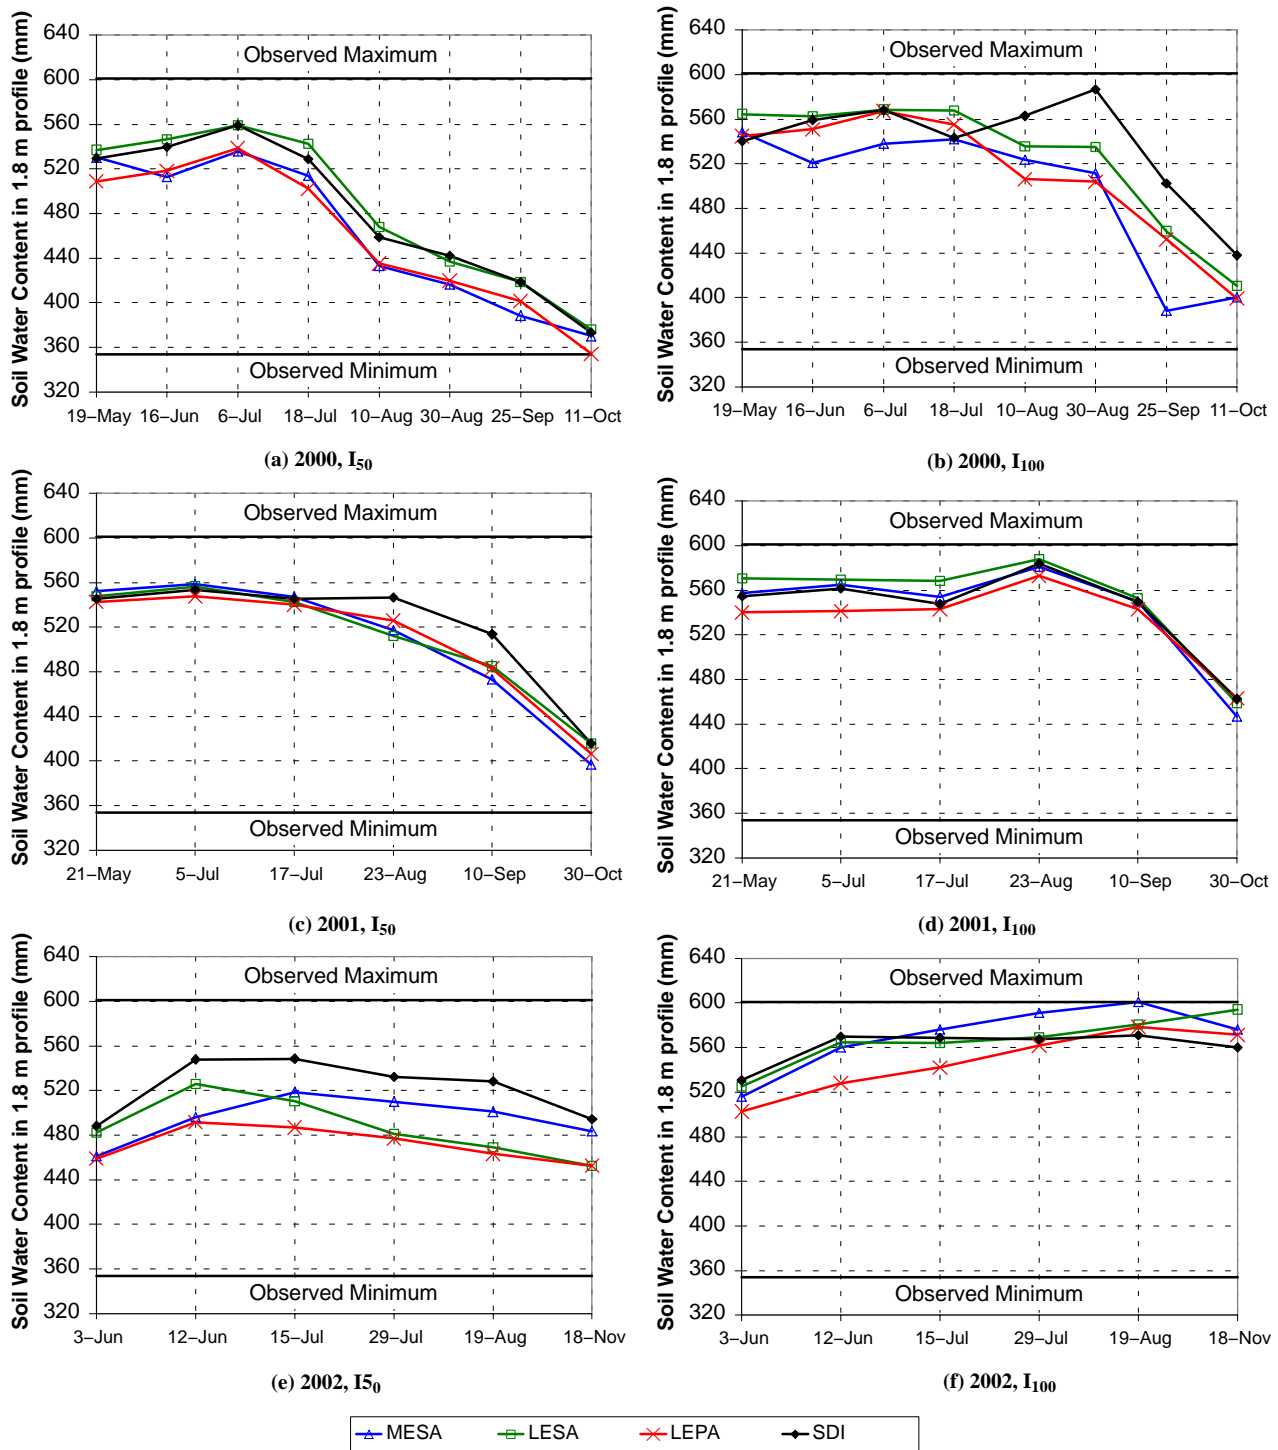 Soil Water Content in 1.8 m profile (mm)
640
600
560
520
480
440
400
360
320
Observed Maximum
Observed Minimum
19–May 16–Jun 6–Jul 18–Jul 10–Aug 30–Aug 25–Sep 11–Oct
(a) 2000, I50
Soil Water Content in 1.8 m profile (mm)
640
600
560
520
480
440
400
360
320
Observed Maximum
Observed Minimum
19–May 16–Jun 6–Jul 18–Jul 10–Aug 30–Aug 25–Sep 11–Oct
(b) 2000, I100
Soil Water Content in 1.8 m profile (mm)
640
600
560
520
480
440
400
360
320
Observed Maximum
Observed Minimum
21–May 5–Jul 17–Jul 23–Aug 10–Sep 30–Oct
(c) 2001, I50
Soil Water Content in 1.8 m profile (mm)
640
600
560
520
480
440
400
360
320
Observed Maximum
Observed Minimum
21–May 5–Jul 17–Jul 23–Aug 10–Sep 30–Oct
(d) 2001, I100
Soil Water Content in 1.8 m profile (mm)
640
600
560
520
480
440
400
360
320
Observed Maximum
Observed Minimum
3–Jun 12–Jun 15–Jul 29–Jul 19–Aug 18–Nov
(e) 2002, I50
Soil Water Content in 1.8 m profile (mm)
640
600
560
520
480
440
400
360
320
Observed Maximum
Observed Minimum
3–Jun 12–Jun 15–Jul 29–Jul 19–Aug 18–Nov
(f) 2002, I100
MESA LESA LEPA SDI